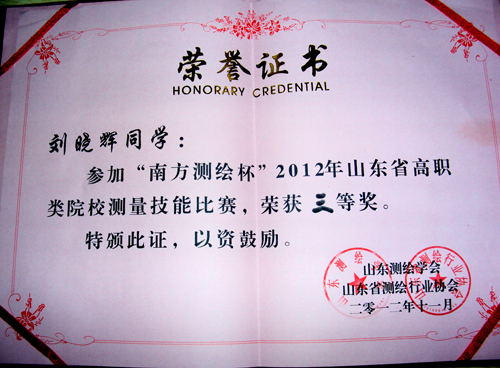 荣誉证书
HONORARY CREDENTIAL
刘晓辉同学：
参加“南方测绘杯”2012年山东省高职
类院校测量技能比赛，荣获三等奖。
特颁此证，以资鼓励。
山东测绘学会
山东省测绘行业协会
二零一二年十一月